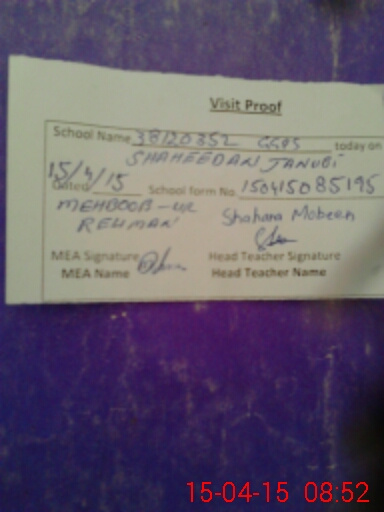 Visit Proof
School Name 38120352 GGPS today on
SHAHEEDAN JANUBI
15/4/15
Dated School form No. 150415085195
MEHBOOB-UR Shahana Mobeen
REHMAN
MEA Signature Head Teacher Signature
MEA Name Head Teacher Name
15-04-15 08:52